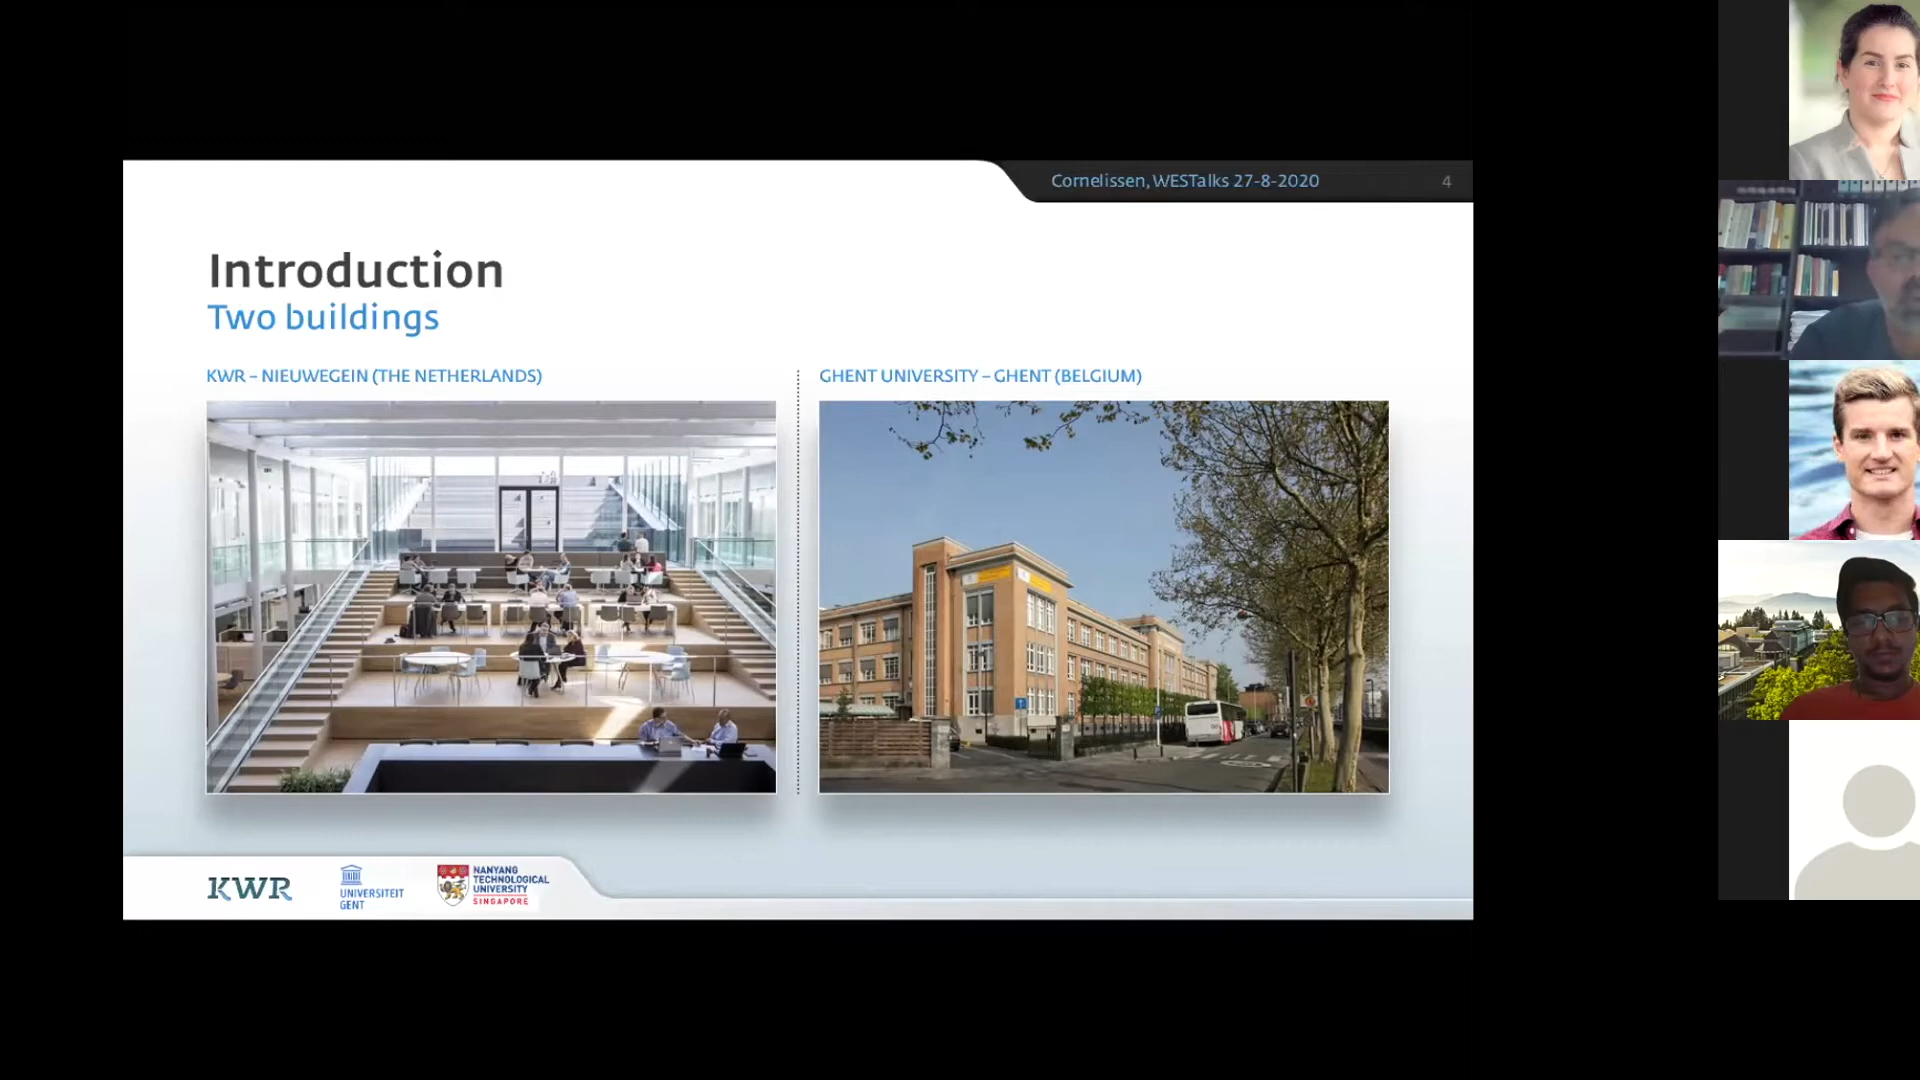 Cornelissen, WESTalks 27-8-2020 4
Introduction
Two buildings
KWR – NIEUWEGEIN (THE NETHERLANDS)
GHENT UNIVERSITY – GHENT (BELGIUM)
KWR
UNIVERSITEIT
GENT
NANYANG
TECHNOLOGICAL
UNIVERSITY
SINGAPORE